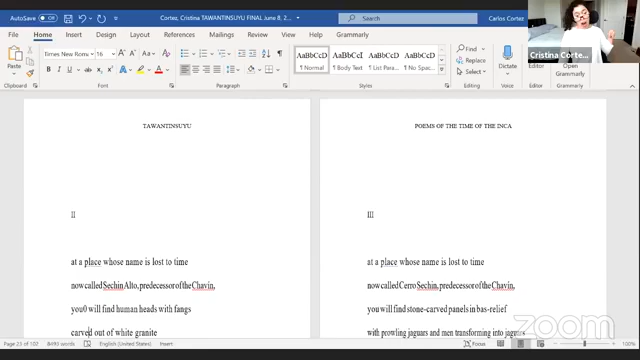 AutoSave Off Cortez, Cristina TAWANTINSUYU FINAL June 8, 2... Carlos Cortez
File Home Insert Draw Design Layout References Mailings Review View Help
Cristina Corte...
Times New Roman 16 AaBbCcD AaBbCcI AaBbCcD AaBbCcD Find
Paste Normal Body Text List Para... Replace Dictate Editor Open
Select Grammarly
Clipboard Font Paragraph Styles Editing Voice Editor Grammarly
TAWANTINSUYU
II
at a place whose name is lost to time
now called Sechin Alto, predecessor of the Chavin,
you0 will find human heads with fangs
carved out of white granite
POEMS OF THE TIME OF THE INCA
III
at a place whose name is lost to time
now called Cerro Sechin, predecessor of the Chavin,
you will find stone-carved panels in bas-relief
with prowling jaguars and men transforming into jaguars
zoom
Page 23 of 102 8493 words English (United States) Focus 100%